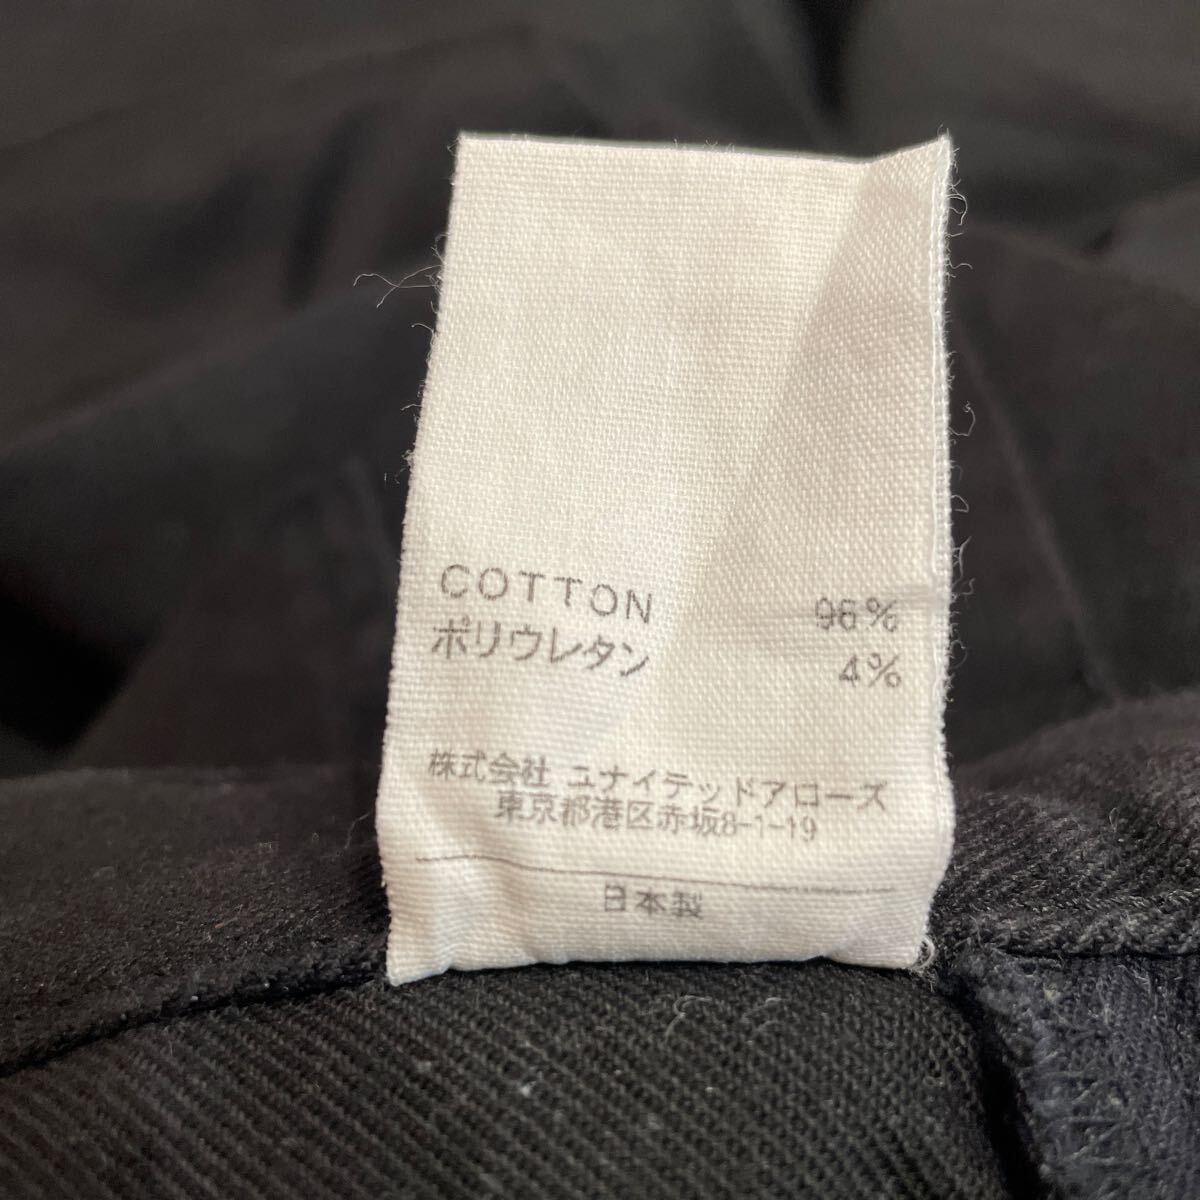 COTTON 96%
ポリウレタン 4%
株式会社 ユナイテッドアローズ
東京都港区赤坂8-1-19
日本製